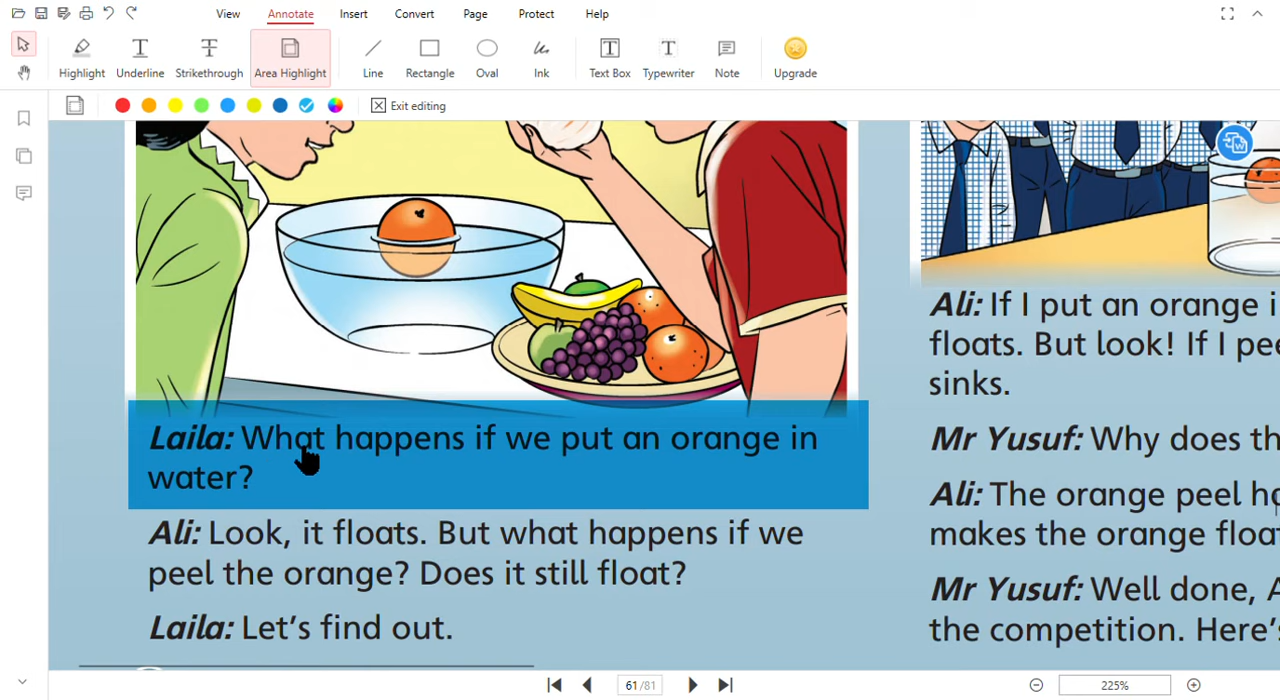 View Annotate Insert Convert Page Protect Help
Highlight Underline Strikethrough Area Highlight Line Rectangle Oval Ink Text Box Typewriter Note Upgrade
Exit editing
Laila: What happens if we put an orange in
water?
Ali: Look, it floats. But what happens if we
peel the orange? Does it still float?
Laila: Let's find out.
Ali: If I put an orange
floats. But look! If I
sinks.
Mr Yusuf: Why does
Ali: The orange peel
makes the orange
Mr Yusuf: Well done,
the competition. Here's
61/81
225%